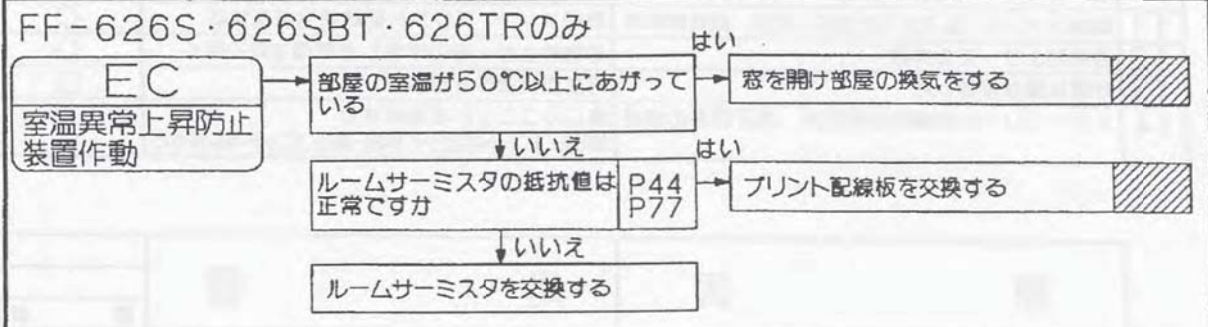 FF-626S・626SBT・626TRのみ
EC
室温異常上昇防止
装置作動
部屋の室温が50℃以上にあがって
いる
はい
窓を開け部屋の換気をする
いいえ
ルームサーミスタの抵抗値は
正常ですか
P44
P77
はい
プリント配線板を交換する
いいえ
ルームサーミスタを交換する